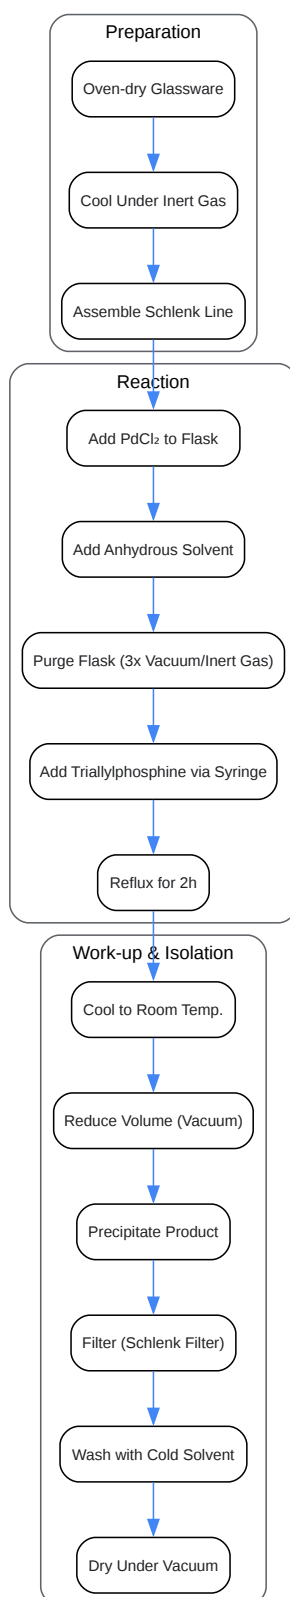 Preparation
Oven-dry Glassware
Cool Under Inert Gas
Assemble Schlenk Line
Reaction
Add PdCl₂ to Flask
Add Anhydrous Solvent
Purge Flask (3x Vacuum/Inert Gas)
Add Triallylphosphine via Syringe
Reflux for 2h
Work-up & Isolation
Cool to Room Temp.
Reduce Volume (Vacuum)
Precipitate Product
Filter (Schlenk Filter)
Wash with Cold Solvent
Dry Under Vacuum